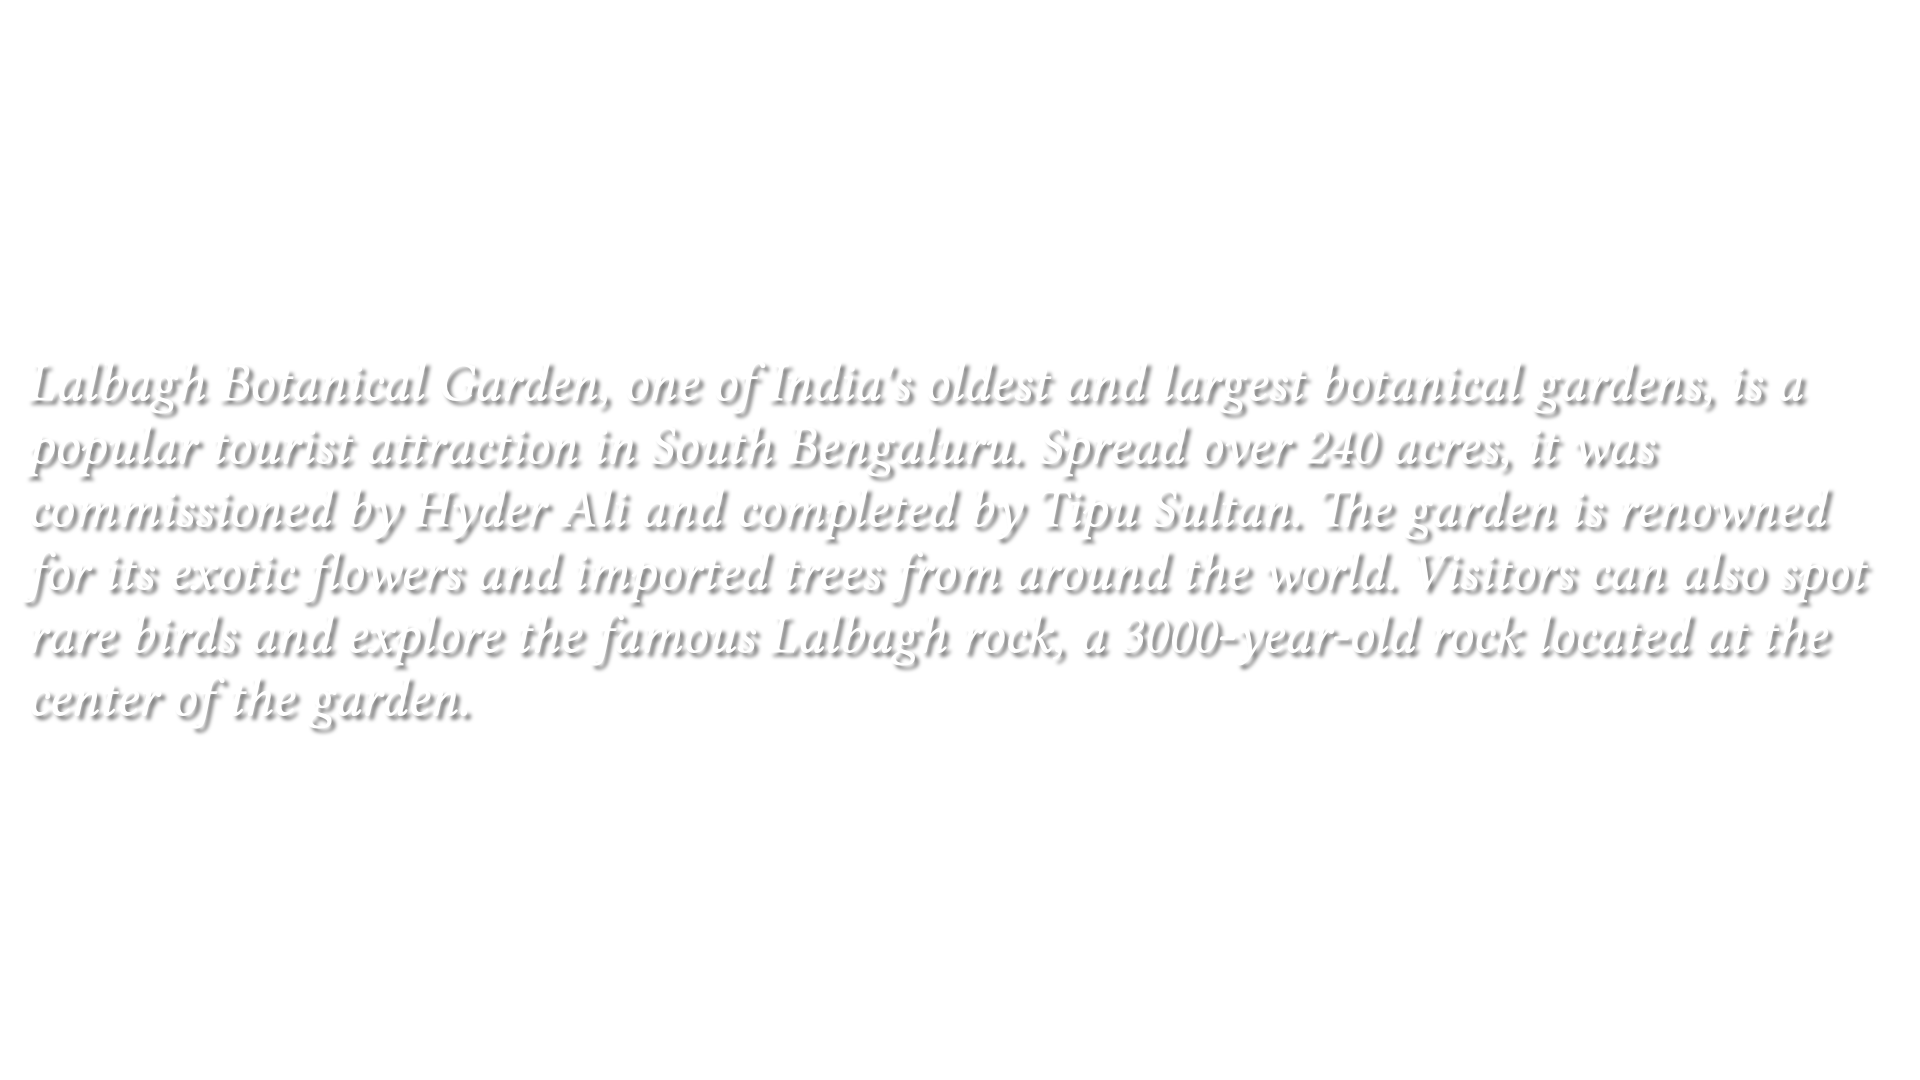 Lalbagh Botanical Garden, one of India's oldest and largest botanical gardens, is a
popular tourist attraction in South Bengaluru. Spread over 240 acres, it was
commissioned by Hyder Ali and completed by Tipu Sultan. The garden is renowned
for its exotic flowers and imported trees from around the world. Visitors can also spot
rare birds and explore the famous Lalbagh rock, a 3000-year-old rock located at the
center of the garden.